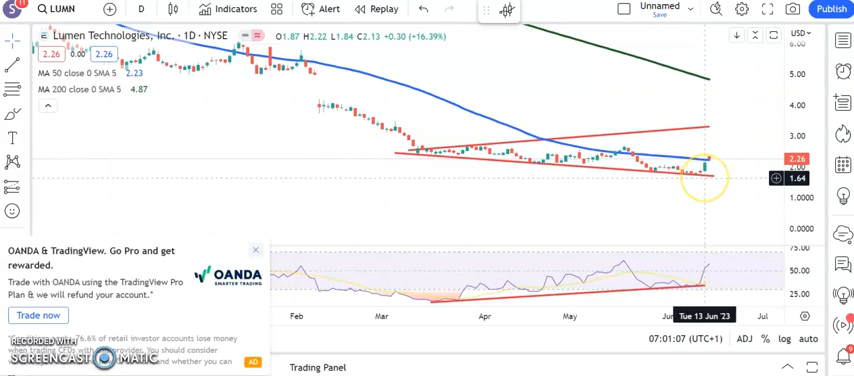 S
11
LUMN
D
Indicators
Alert
Replay
Unnamed
Save
Publish
Lumen Technologies, Inc. · 1D · NYSE
O1.87 H2.22 L1.84 C2.13 +0.30 (+16.39%)
USD
2.26 0.00 2.26
MA 50 close 0 SMA 5 2.23
MA 200 close 0 SMA 5 4.87
6.00
5.00
4.00
3.00
2.26
2.00
1.64
1.0000
0.0000
75.00
50.00
25.00
OANDA & TradingView. Go Pro and get
rewarded.
Trade with OANDA using the TradingView Pro
Plan & we will refund your account.*
OANDA
SMARTER TRADING
Trade now
76.6% of retail investor accounts lose money
when trading CFDs with
provider. You should consider
and whether you can
AD
RECORDED WITH
SCREENCAST MATIC
Feb
Mar
Apr
May
Jun
Tue 13 Jun '23
Jul
07:01:07 (UTC+1)
ADJ % log auto
Trading Panel